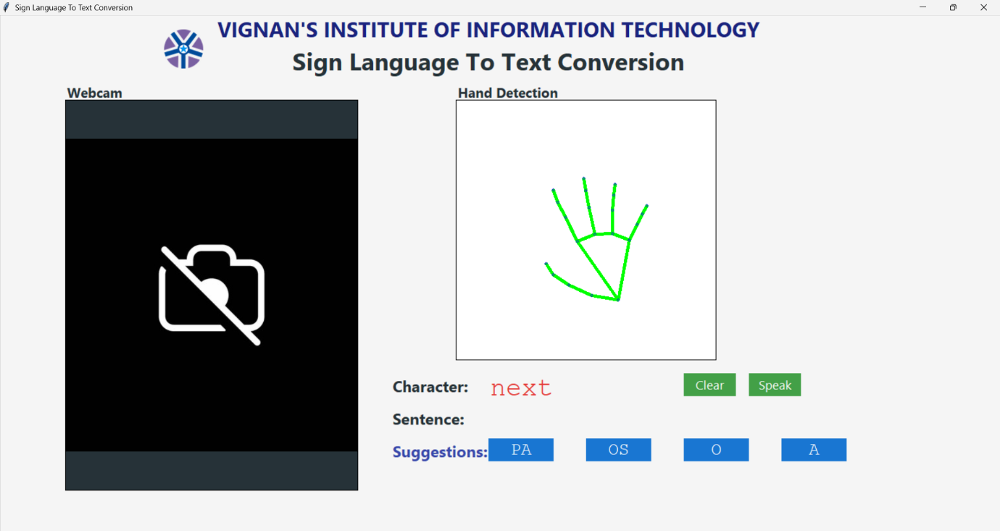 Sign Language To Text Conversion
VIGNAN'S INSTITUTE OF INFORMATION TECHNOLOGY
Sign Language To Text Conversion
Webcam
Hand Detection
Character: next
Clear
Speak
Sentence:
Suggestions: PA OS O A